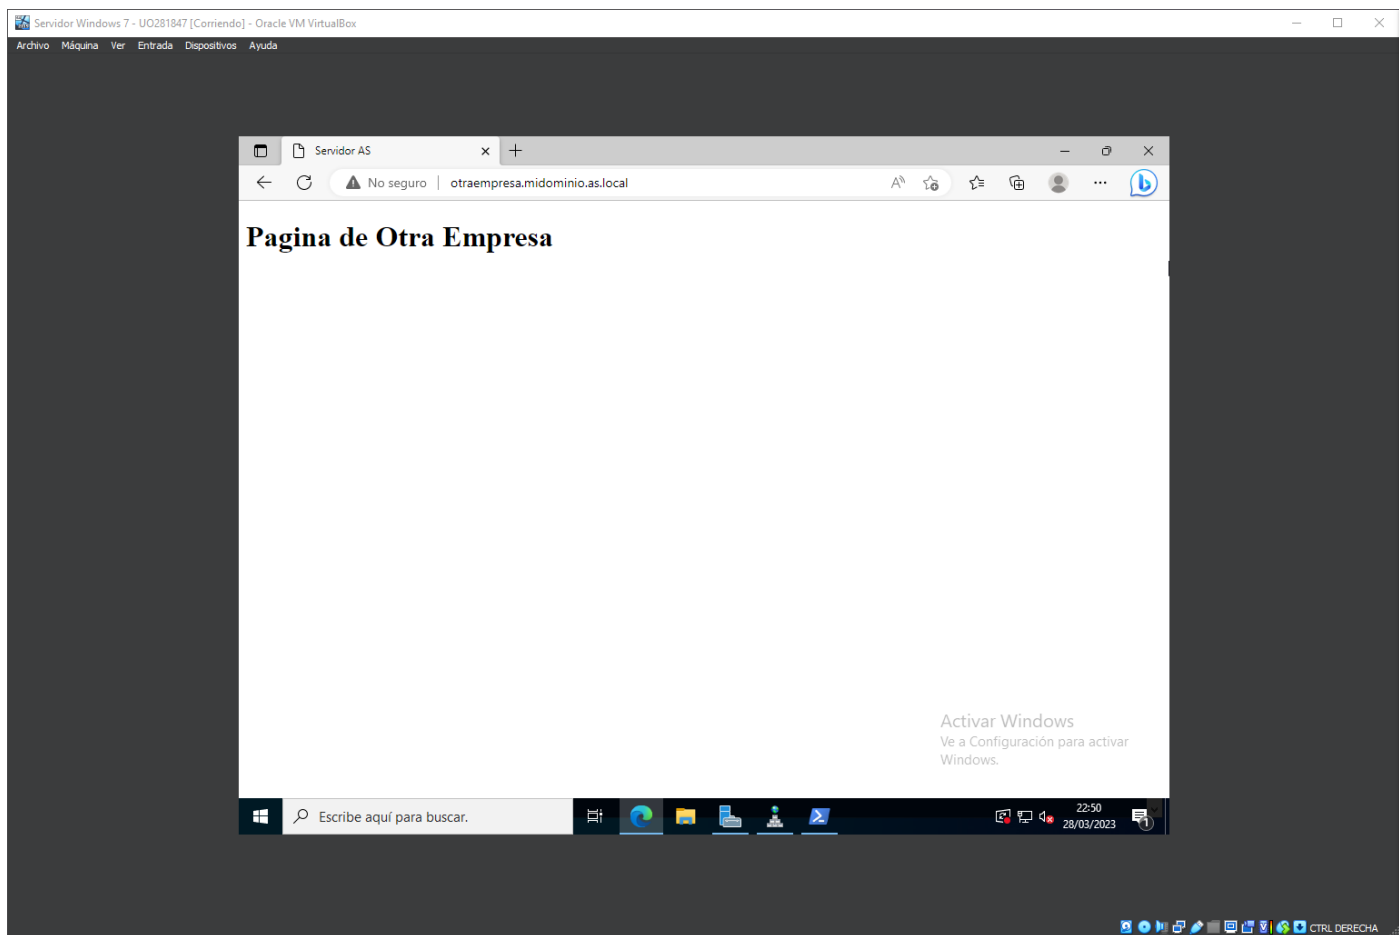 Servidor Windows 7 - UO281847 [Corriendo] - Oracle VM VirtualBox
Archivo Máquina Ver Entrada Dispositivos Ayuda
Servidor AS
No seguro otraempresa.midominio.as.local
Pagina de Otra Empresa
Activar Windows
Ve a Configuración para activar
Windows.
Escribe aquí para buscar.
22:50
28/03/2023
1
CTRL DERECHA